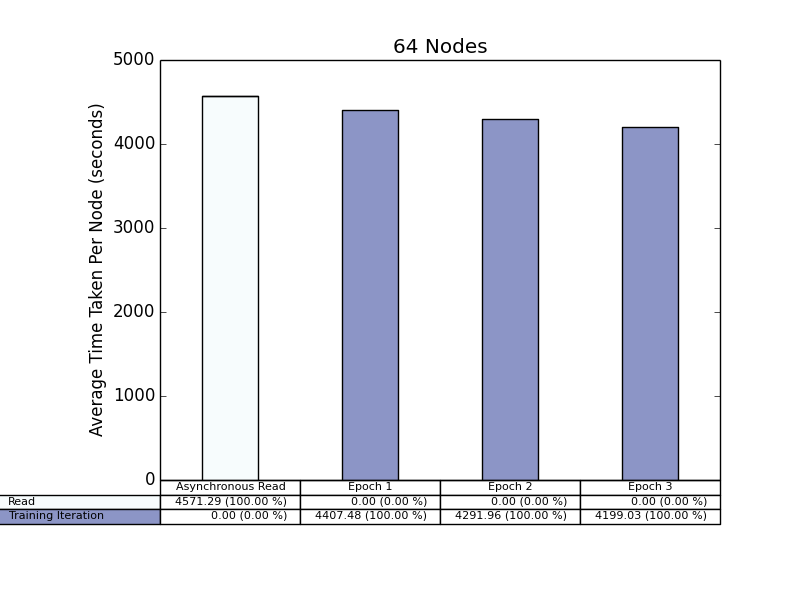 64 Nodes
Average Time Taken Per Node (seconds)
5000
4000
3000
2000
1000
0
Asynchronous Read Epoch 1 Epoch 2 Epoch 3
Read 4571.29 (100.00 %) 0.00 (0.00 %) 0.00 (0.00 %) 0.00 (0.00 %)
Training Iteration 0.00 (0.00 %) 4407.48 (100.00 %) 4291.96 (100.00 %) 4199.03 (100.00 %)